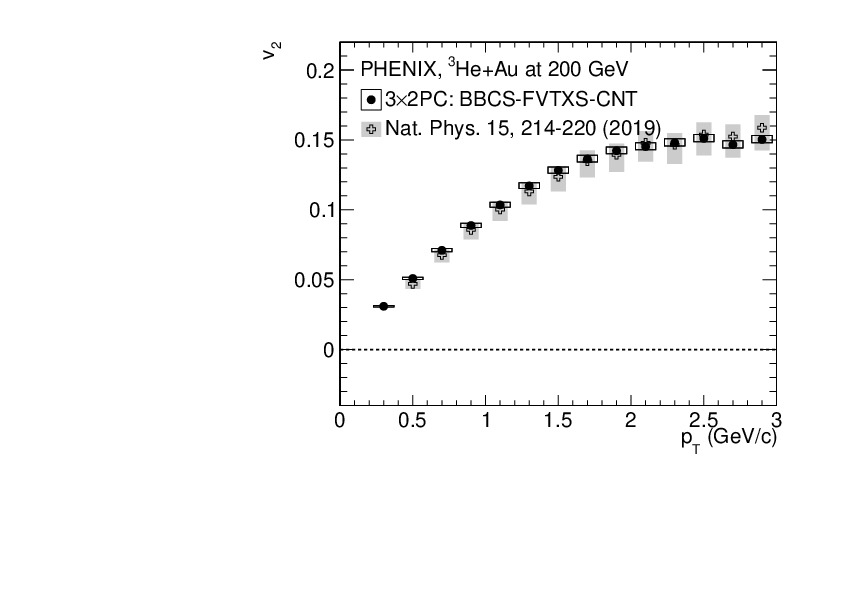 v2
0.2
0.15
0.1
0.05
0
PHENIX, ³He+Au at 200 GeV
3×2PC: BBCS-FVTXS-CNT
Nat. Phys. 15, 214-220 (2019)
0 0.5 1 1.5 2 2.5 3
pT (GeV/c)